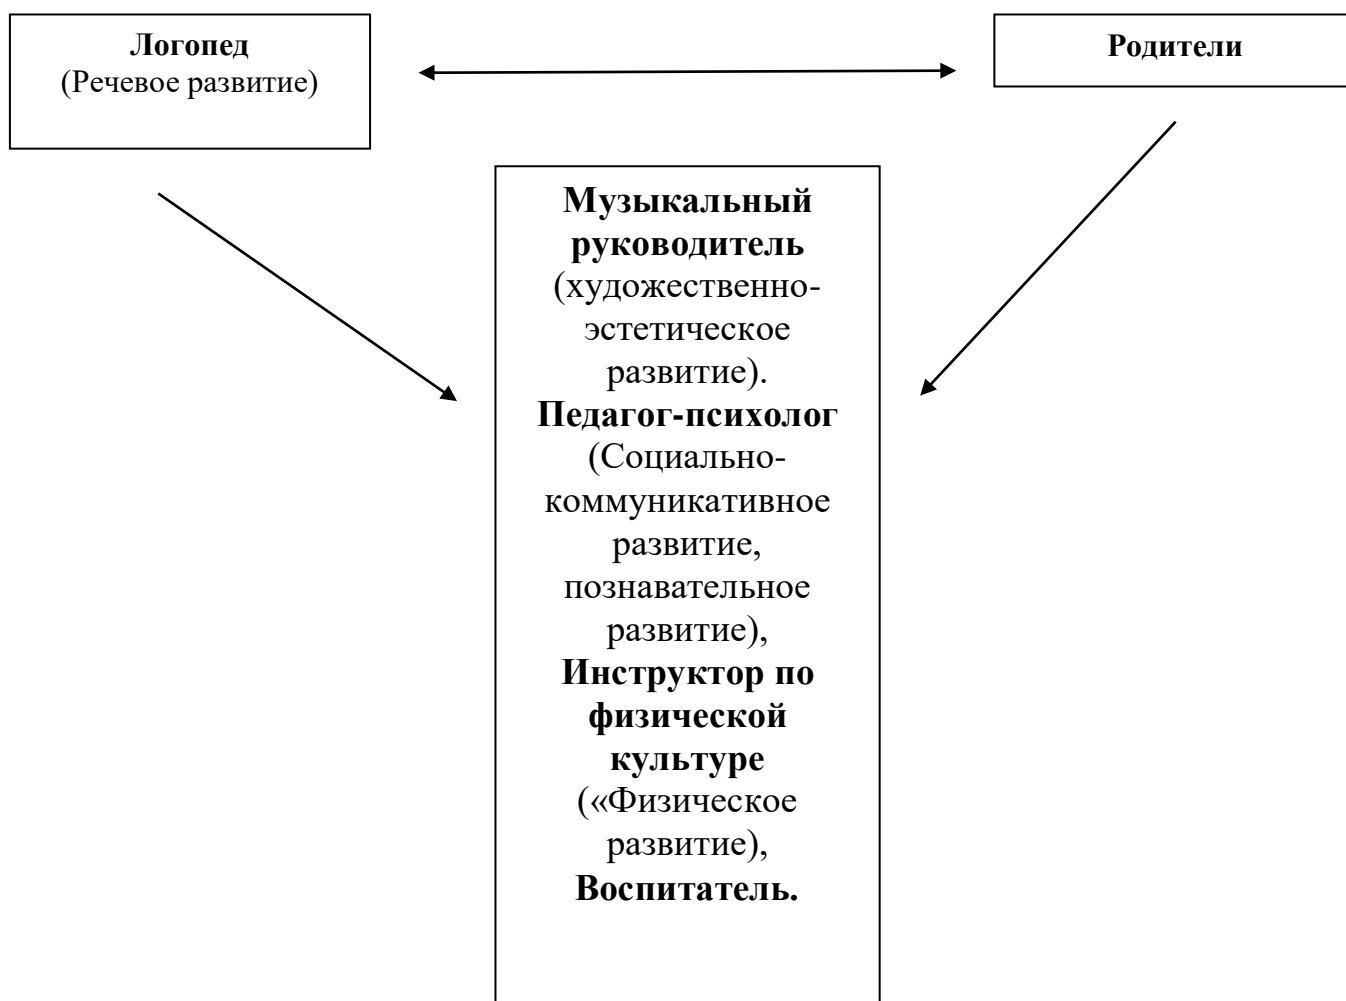 Логопед
(Речевое развитие)
Родители
Музыкальный
руководитель
(художественно-
эстетическое
развитие).
Педагог-психолог
(Социально-
коммуникативное
развитие,
познавательное
развитие),
Инструктор по
физической
культуре
(«Физическое
развитие),
Воспитатель.